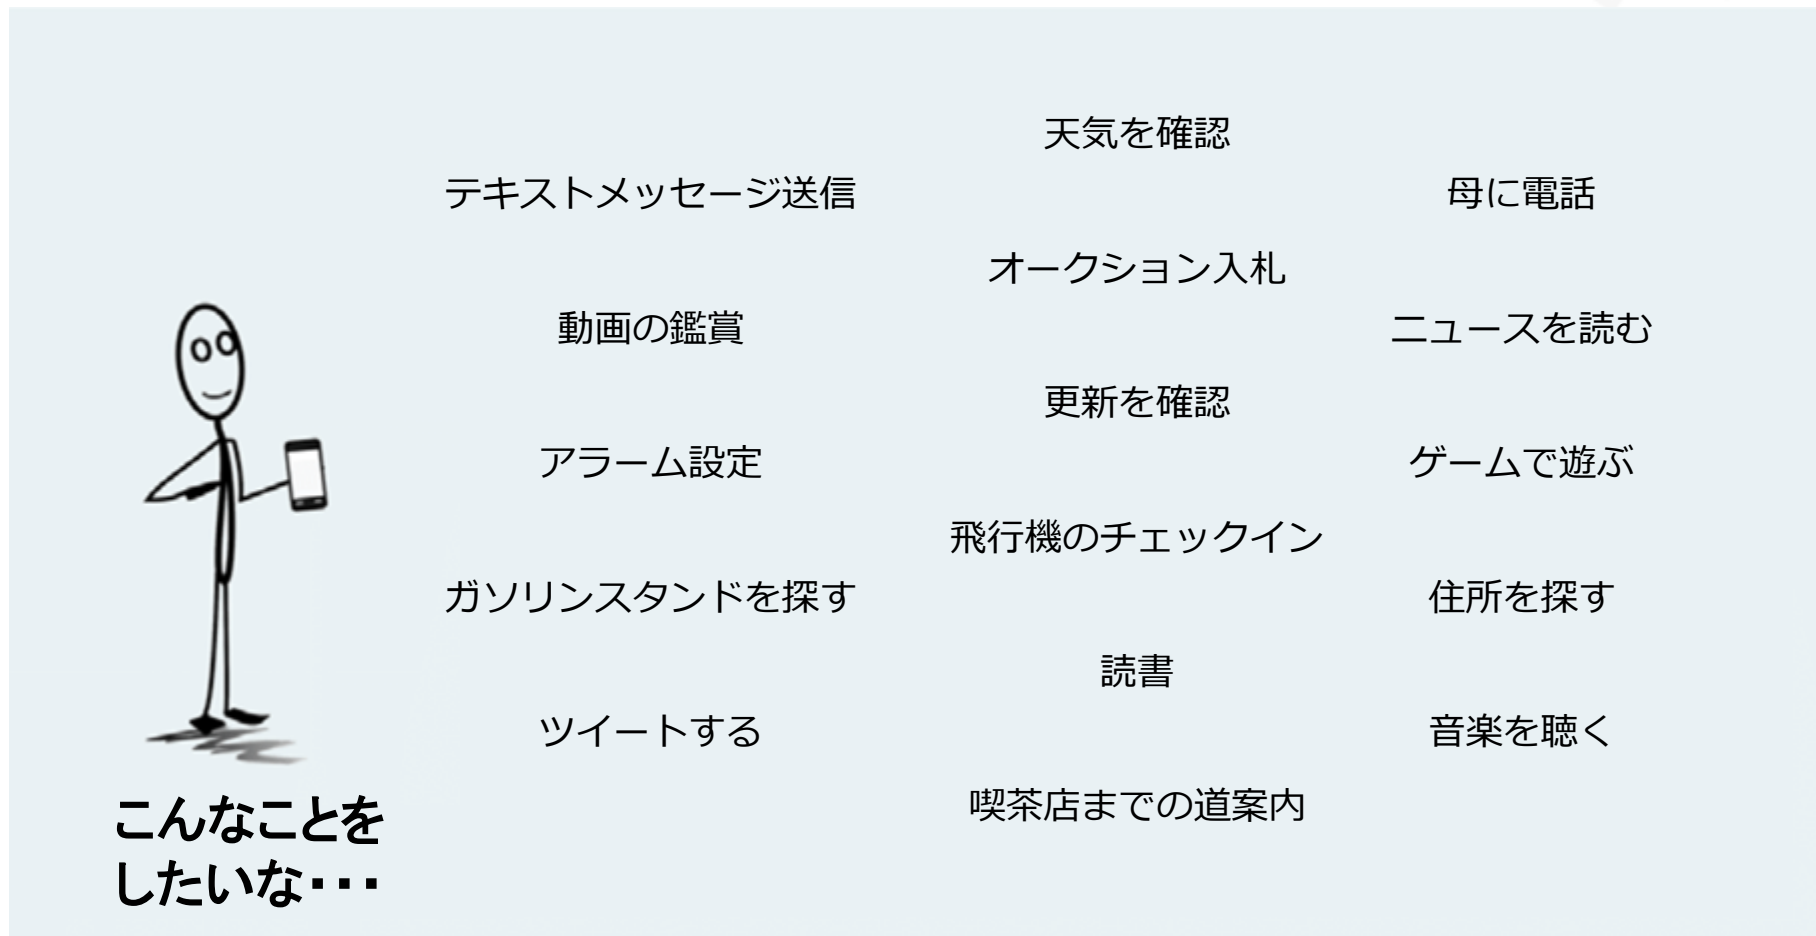 天気を確認
テキストメッセージ送信
母に電話
オークション入札
動画の鑑賞
ニュースを読む
更新を確認
アラーム設定
ゲームで遊ぶ
飛行機のチェックイン
ガソリンスタンドを探す
住所を探す
読書
ツイートする
音楽を聴く
喫茶店までの道案内
こんなことを
したいな・・・